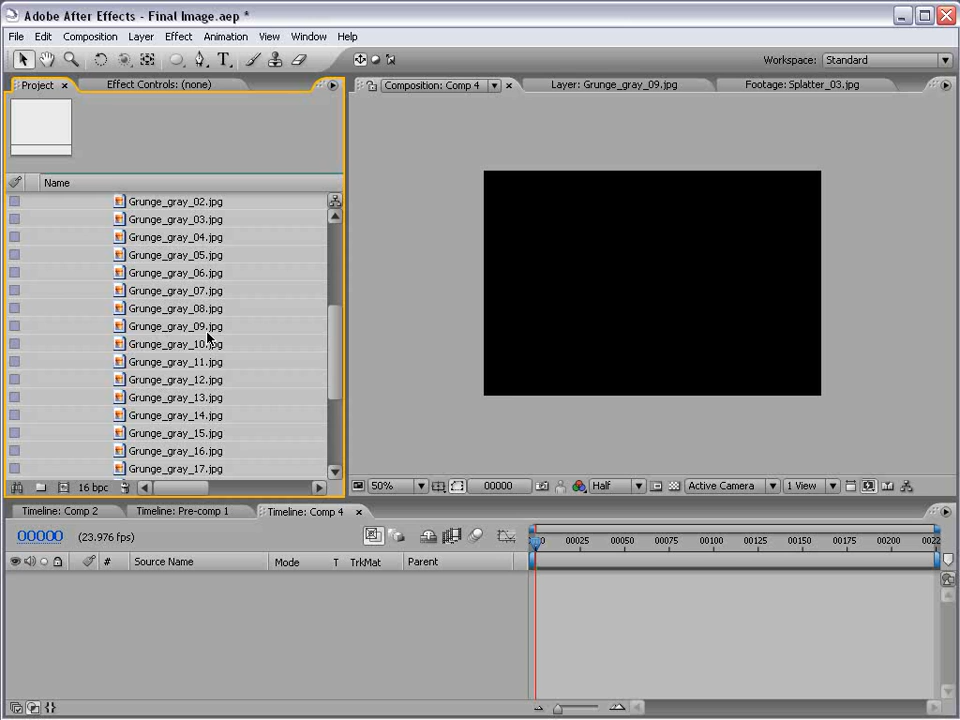 Adobe After Effects - Final Image.aep *
File Edit Composition Layer Effect Animation View Window Help
Workspace: Standard
Project Effect Controls: (none) Composition: Comp 4 Layer: Grunge_gray_09.jpg Footage: Splatter_03.jpg
Name
Grunge_gray_02.jpg
Grunge_gray_03.jpg
Grunge_gray_04.jpg
Grunge_gray_05.jpg
Grunge_gray_06.jpg
Grunge_gray_07.jpg
Grunge_gray_08.jpg
Grunge_gray_09.jpg
Grunge_gray_10.jpg
Grunge_gray_11.jpg
Grunge_gray_12.jpg
Grunge_gray_13.jpg
Grunge_gray_14.jpg
Grunge_gray_15.jpg
Grunge_gray_16.jpg
Grunge_gray_17.jpg
16 bpc 50% 00000 Half Active Camera 1 View
Timeline: Comp 2 Timeline: Pre-comp 1 Timeline: Comp 4
00000 (23.976 fps) 00025 00050 00075 00100 00125 00150 00175 00200
# Source Name Mode T TrkMat Parent